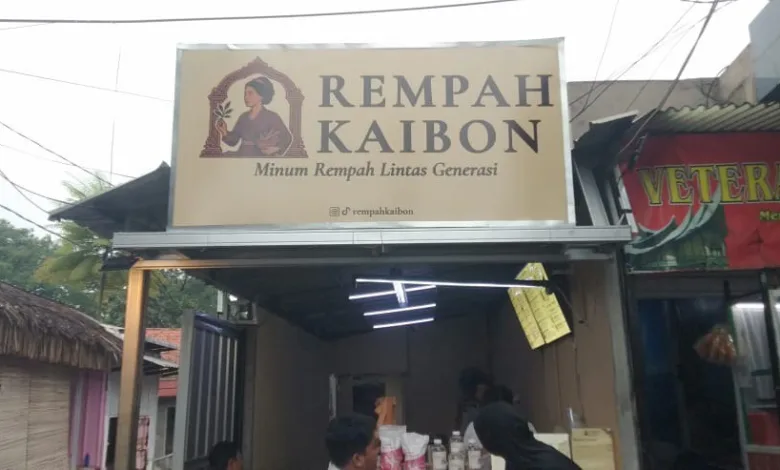 REMPAH
KAIBON
Minum Rempah Lintas Generasi
rempahkaibon
VETERA